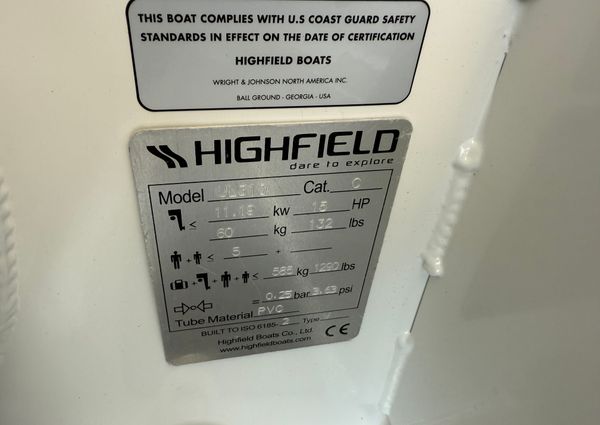 THIS BOAT COMPLIES WITH U.S COAST GUARD SAFETY
STANDARDS IN EFFECT ON THE DATE OF CERTIFICATION
HIGHFIELD BOATS
WRIGHT & JOHNSON NORTH AMERICA INC.
BALL GROUND - GEORGIA - USA
HIGHFIELD
dare to explore
Model UL310 Cat. C
≤ 11.19 kw 15 HP
60 kg 132 lbs
+ ≤ 5 +
+ + + ≤ 585 kg 1290 lbs
= 0.25 bar 3.63 psi
Tube Material PVC
BUILT TO ISO 6185-2 Type
Highfield Boats Co., Ltd. CE
www.highfieldboats.com